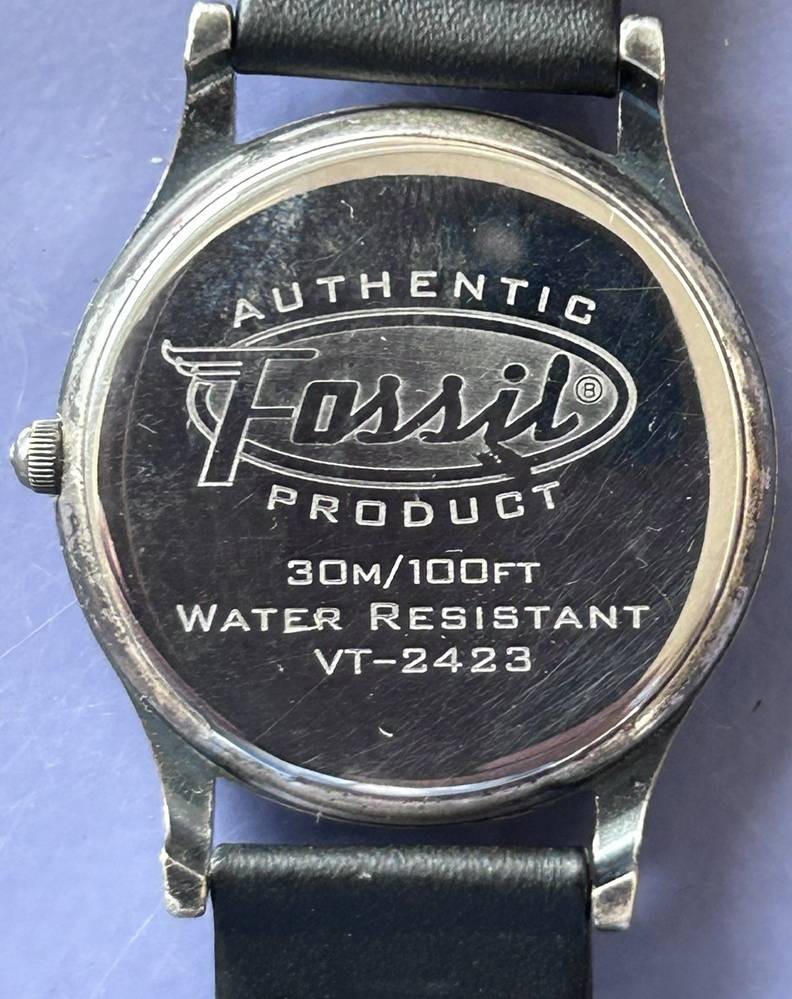 AUTHENTIC
Fossil®
PRODUCT
30M/100FT
WATER RESISTANT
VT-2423